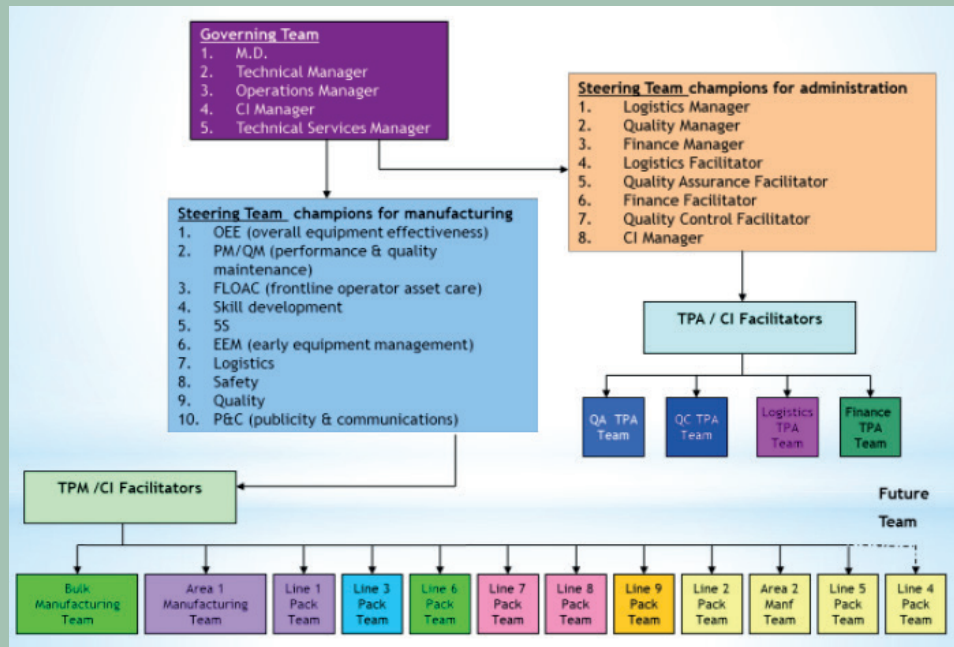 Governing Team
1. M.D.
2. Technical Manager
3. Operations Manager
4. CI Manager
5. Technical Services Manager
Steering Team champions for administration
1. Logistics Manager
2. Quality Manager
3. Finance Manager
4. Logistics Facilitator
5. Quality Assurance Facilitator
6. Finance Facilitator
7. Quality Control Facilitator
8. CI Manager
Steering Team champions for manufacturing
1. OEE (overall equipment effectiveness)
2. PM/QM (performance & quality
maintenance)
3. FLOAC (frontline operator asset care)
4. Skill development
5. 5S
6. EEM (early equipment management)
7. Logistics
8. Safety
9. Quality
10. P&C (publicity & communications)
TPA / CI Facilitators
QA TPA
Team
QC TPA
Team
Logistics
TPA
Team
Finance
TPA
Team
TPM /CI Facilitators
Future
Team
Bulk
Manufacturing
Team
Area 1
Manufacturing
Team
Line 1
Pack
Team
Line 3
Pack
Team
Line 6
Pack
Team
Line 7
Pack
Team
Line 8
Pack
Team
Line 9
Pack
Team
Line 2
Pack
Team
Area 2
Manf
Team
Line 5
Pack
Team
Line 4
Pack
Team